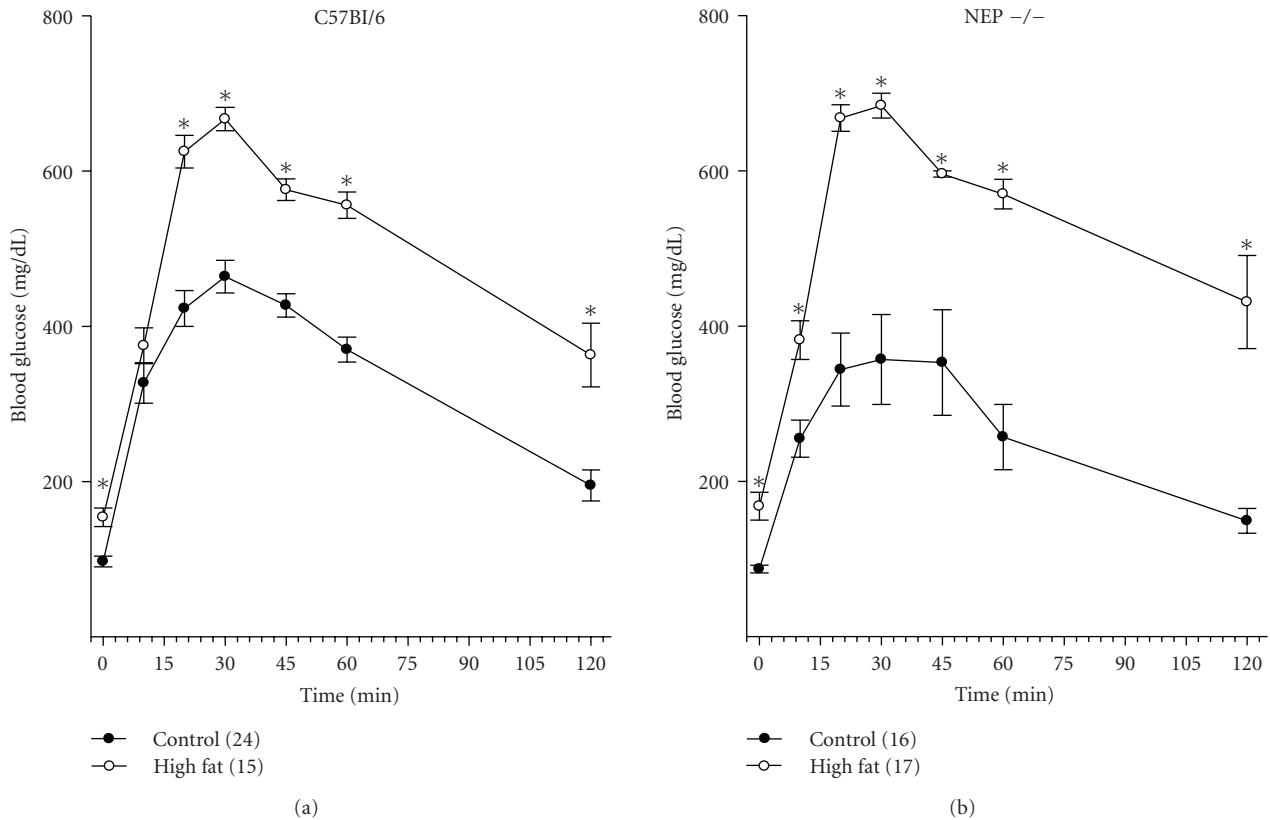 C57Bl/6
800
600
400
200
Blood glucose (mg/dL)
*
*
*
*
*
*
0 15 30 45 60 75 90 105 120
Time (min)
Control (24)
High fat (15)
(a)
NEP −/−
800
600
400
200
Blood glucose (mg/dL)
*
*
*
*
*
*
*
0 15 30 45 60 75 90 105 120
Time (min)
Control (16)
High fat (17)
(b)